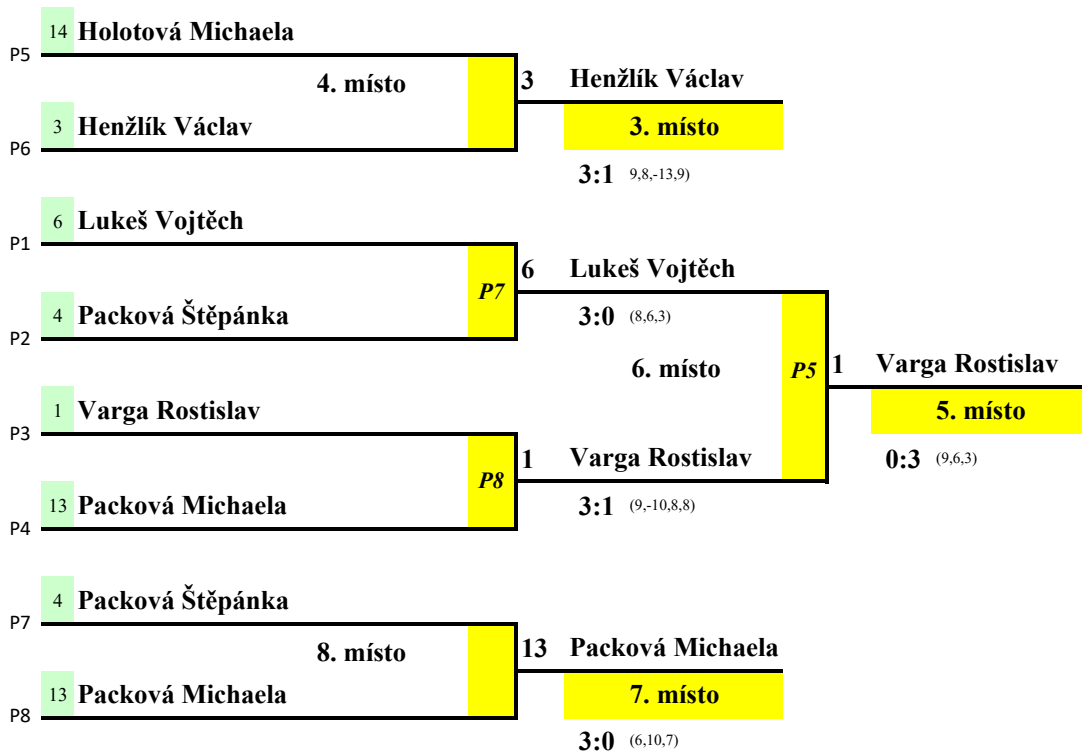 14 Holotová Michaela
P5
4. místo
3 Henžlík Václav
3 Henžlík Václav
3. místo
P6
3:1 9,8,-13,9)
6 Lukeš Vojtěch
P1
P7
6 Lukeš Vojtěch
4 Packová Štěpánka
3:0 (8,6,3)
P2
6. místo
P5
1 Varga Rostislav
1 Varga Rostislav
5. místo
P3
P8
1 Varga Rostislav
0:3 (9,6,3)
13 Packová Michaela
3:1 (9,-10,8,8)
P4
4 Packová Štěpánka
P7
8. místo
13 Packová Michaela
13 Packová Michaela
7. místo
P8
3:0 (6,10,7)